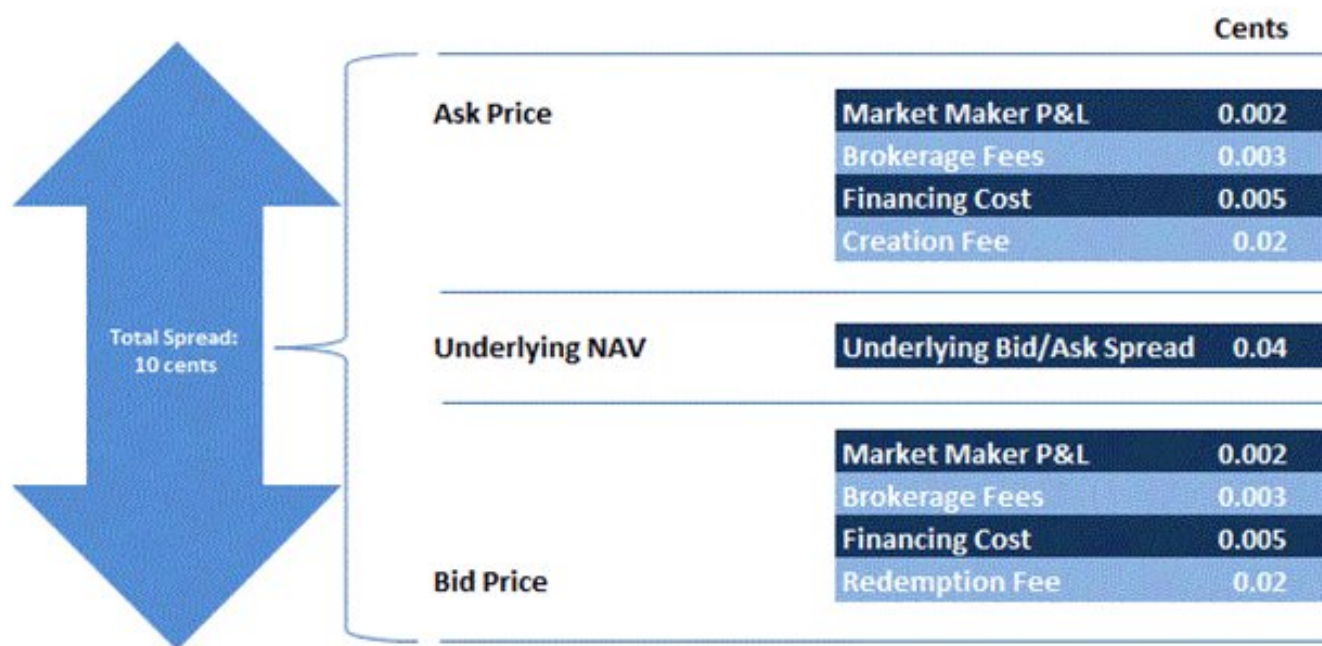 Cents
Ask Price
Market Maker P&L 0.002
Brokerage Fees 0.003
Financing Cost 0.005
Creation Fee 0.02
Total Spread:
10 cents
Underlying NAV Underlying Bid/Ask Spread 0.04
Market Maker P&L 0.002
Brokerage Fees 0.003
Financing Cost 0.005
Bid Price Redemption Fee 0.02